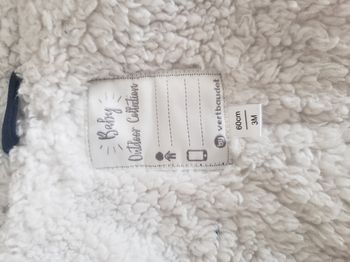 Baby
Outdoor Collection
vertbaudet
60cm
3M